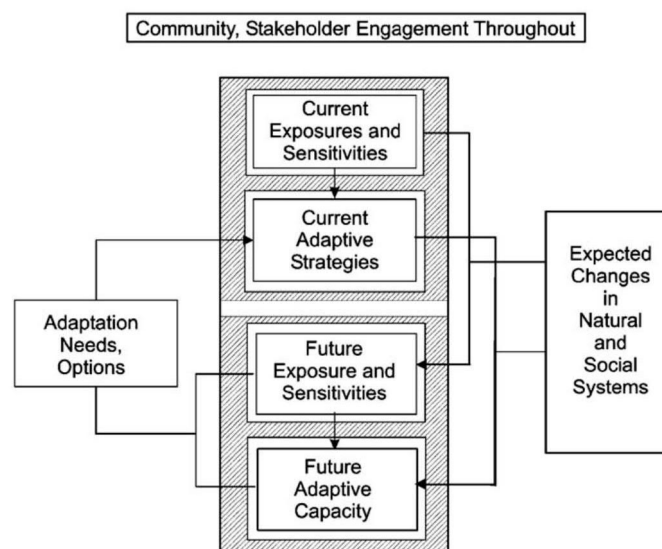 Community, Stakeholder Engagement Throughout
Current
Exposures and
Sensitivities
Current
Adaptive
Strategies
Adaptation
Needs,
Options
Future
Exposure and
Sensitivities
Future
Adaptive
Capacity
Expected
Changes
in
Natural
and
Social
Systems